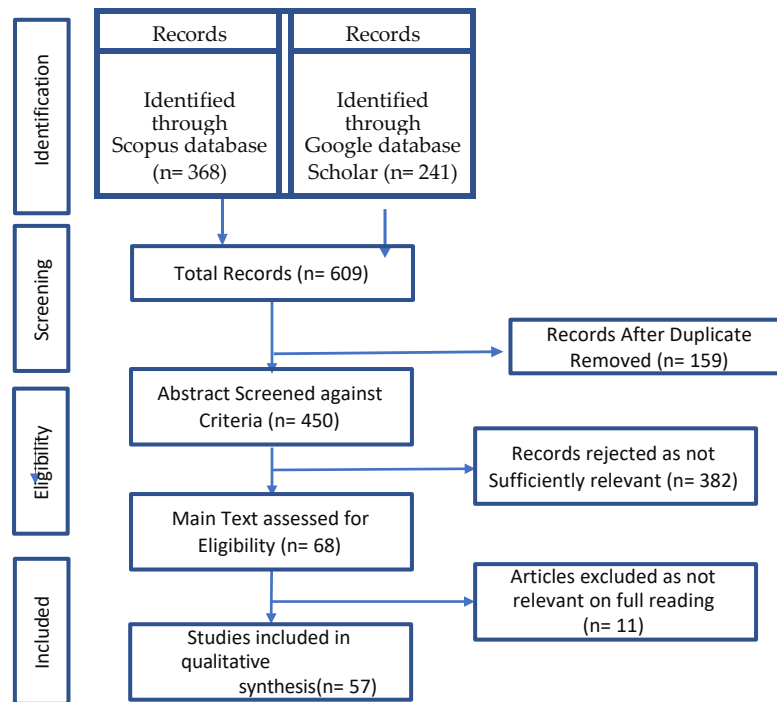 Identification
Records
Identified
through
Scopus database
(n= 368)
Records
Identified
through
Google database
Scholar (n= 241)
Screening
Total Records (n= 609)
Records After Duplicate
Removed (n= 159)
Abstract Screened against
Criteria (n= 450)
Eligibility
Records rejected as not
Sufficiently relevant (n= 382)
Main Text assessed for
Eligibility (n= 68)
Included
Articles excluded as not
relevant on full reading
(n= 11)
Studies included in
qualitative
synthesis(n= 57)